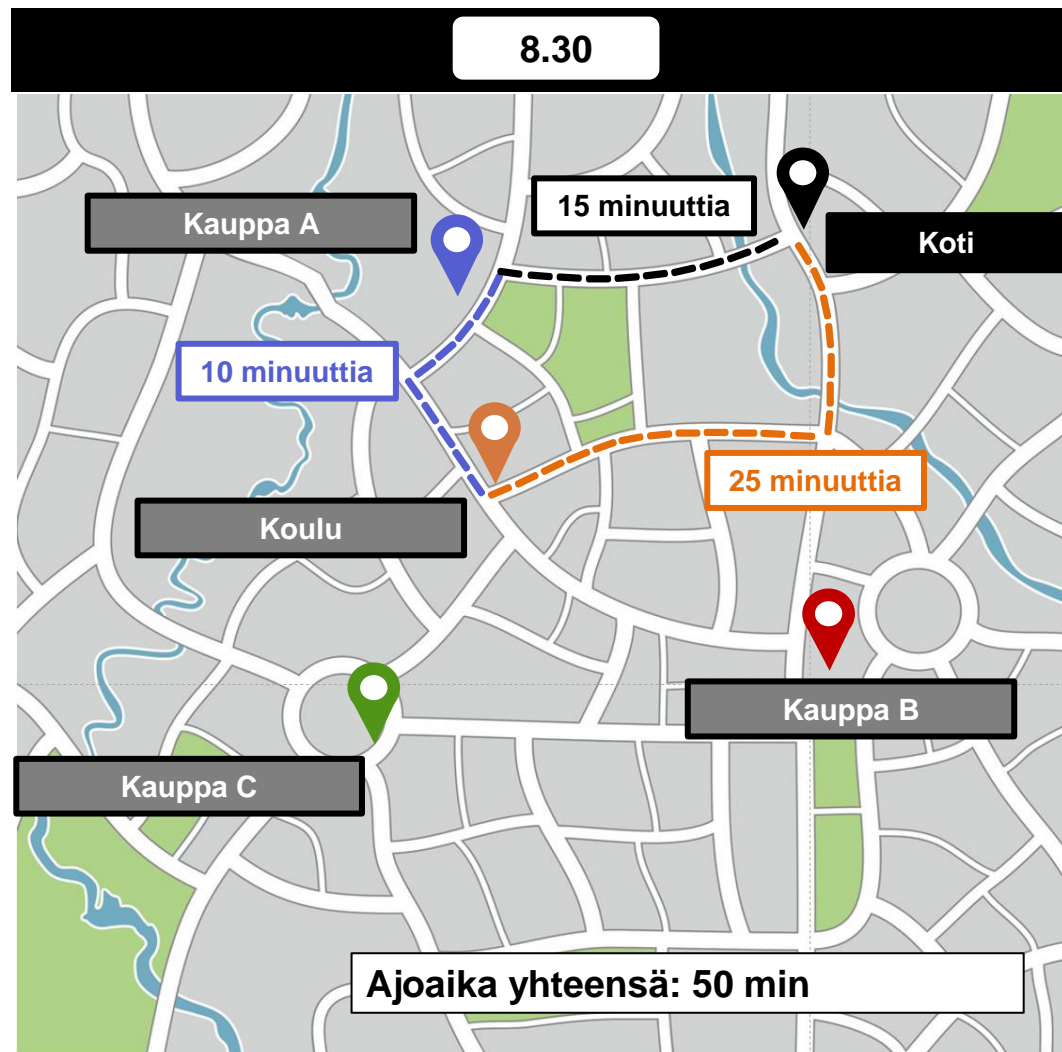 8.30
Kauppa A
15 minuuttia
Koti
10 minuuttia
25 minuuttia
Koulu
Kauppa B
Kauppa C
Ajoaika yhteensä: 50 min